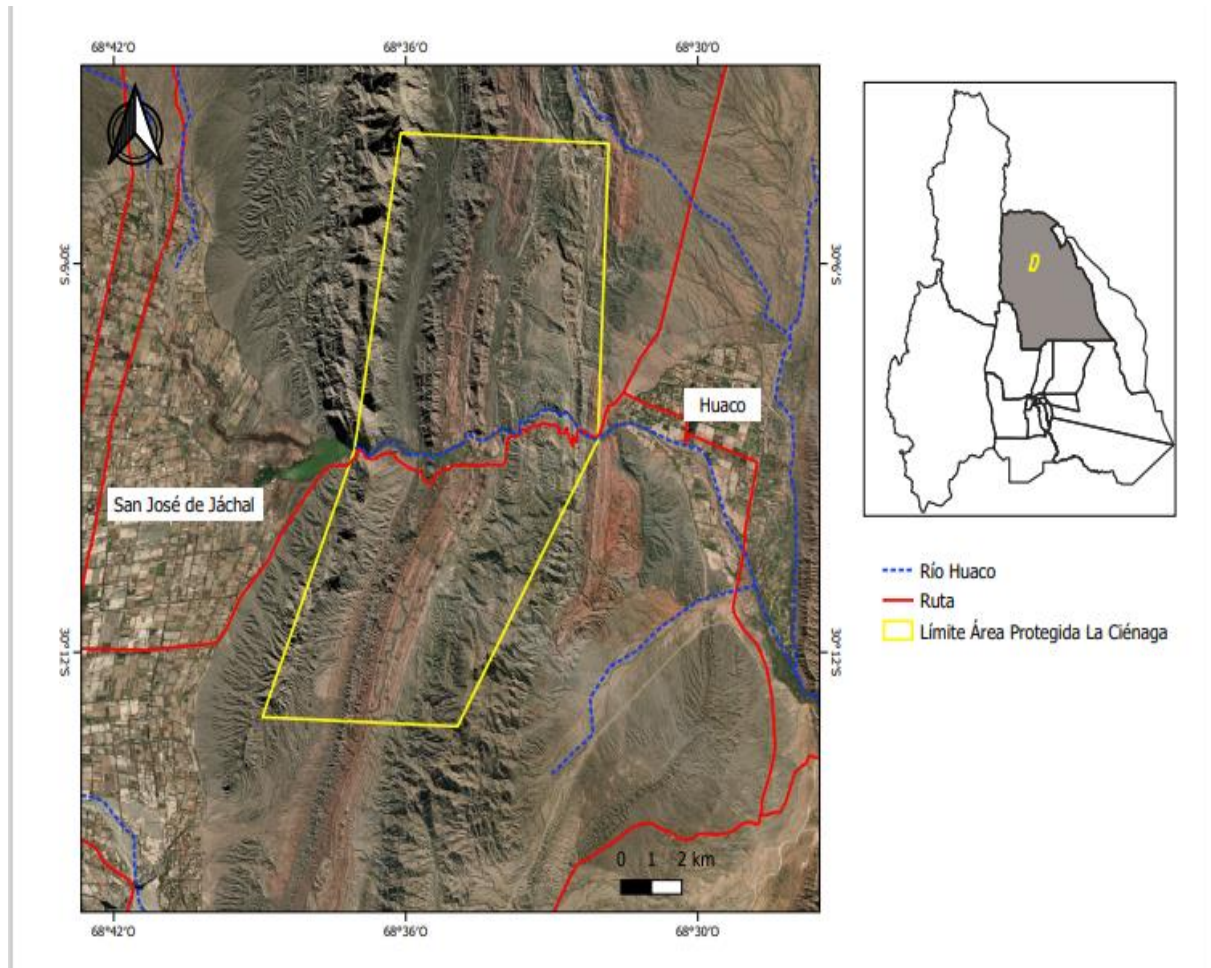 68°42'O 68°36'O 68°30'O
30°6'S 30°6'S
D
Huaco
San José de Jáchal
Río Huaco
Ruta
Límite Área Protegida La Ciénaga
30°12'S 30°12'S
0 1 2 km
68°42'O 68°36'O 68°30'O